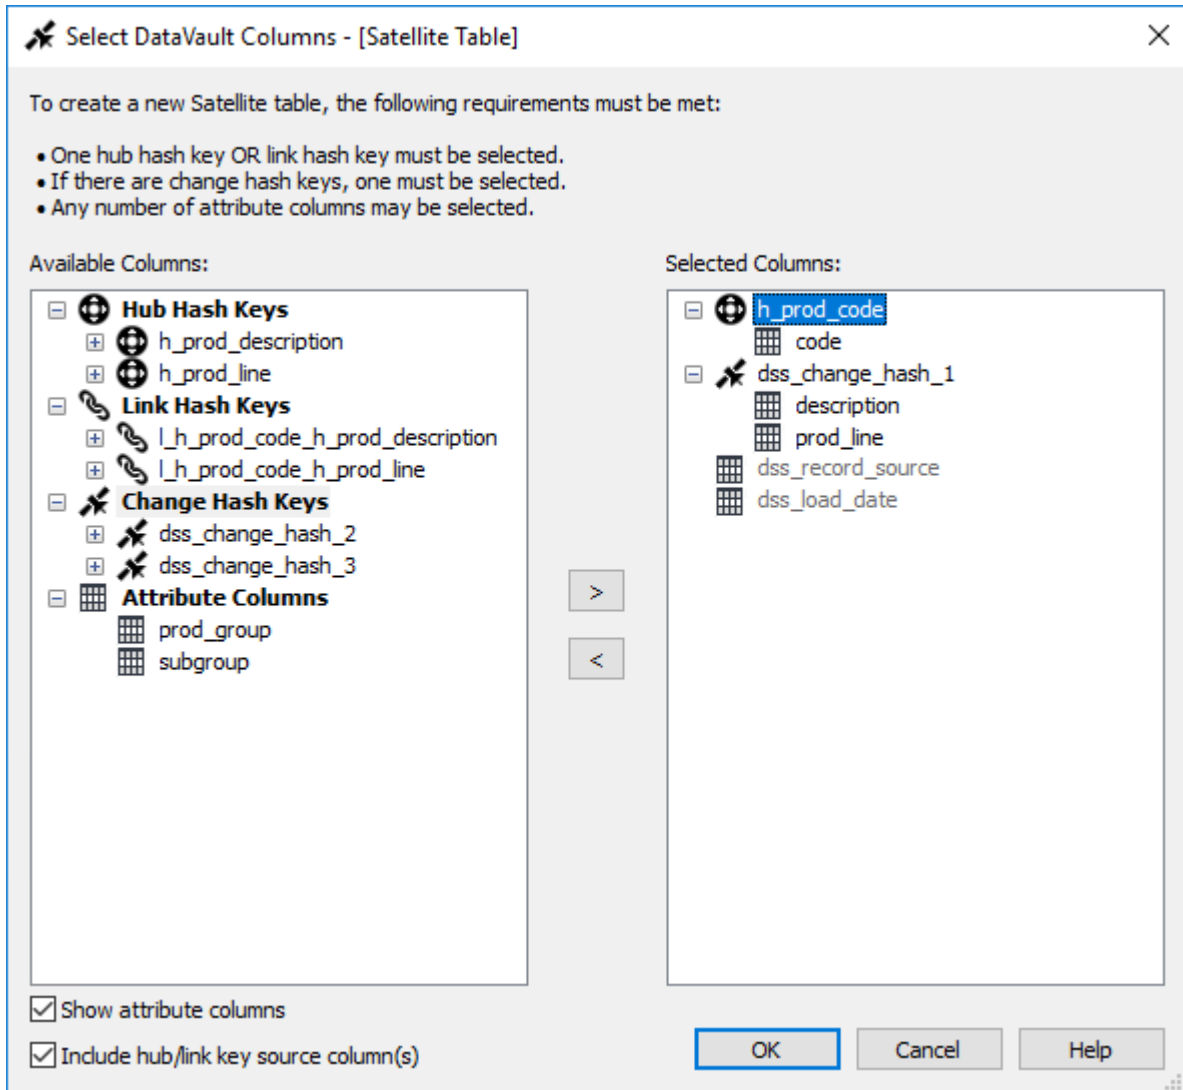 Select DataVault Columns - [Satellite Table]
To create a new Satellite table, the following requirements must be met:
• One hub hash key OR link hash key must be selected.
• If there are change hash keys, one must be selected.
• Any number of attribute columns may be selected.
Available Columns:
Hub Hash Keys
h_prod_description
h_prod_line
Link Hash Keys
l_h_prod_code_h_prod_description
l_h_prod_code_h_prod_line
Change Hash Keys
dss_change_hash_2
dss_change_hash_3
Attribute Columns
prod_group
subgroup
>
<
Selected Columns:
h_prod_code
code
dss_change_hash_1
description
prod_line
dss_record_source
dss_load_date
Show attribute columns
Include hub/link key source column(s)
OK
Cancel
Help